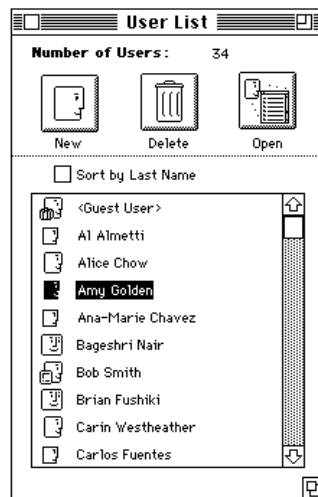 User List
Number of Users: 34
New Delete Open
Sort by Last Name
<Guest User>
Al Almetti
Alice Chow
Amy Golden
Ana-Marie Chavez
Bageshri Nair
Bob Smith
Brian Fushiki
Carin Westheather
Carlos Fuentes